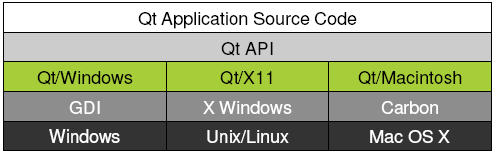 Qt Application Source Code
Qt API
Qt/Windows Qt/X11 Qt/Macintosh
GDI X Windows Carbon
Windows Unix/Linux Mac OS X